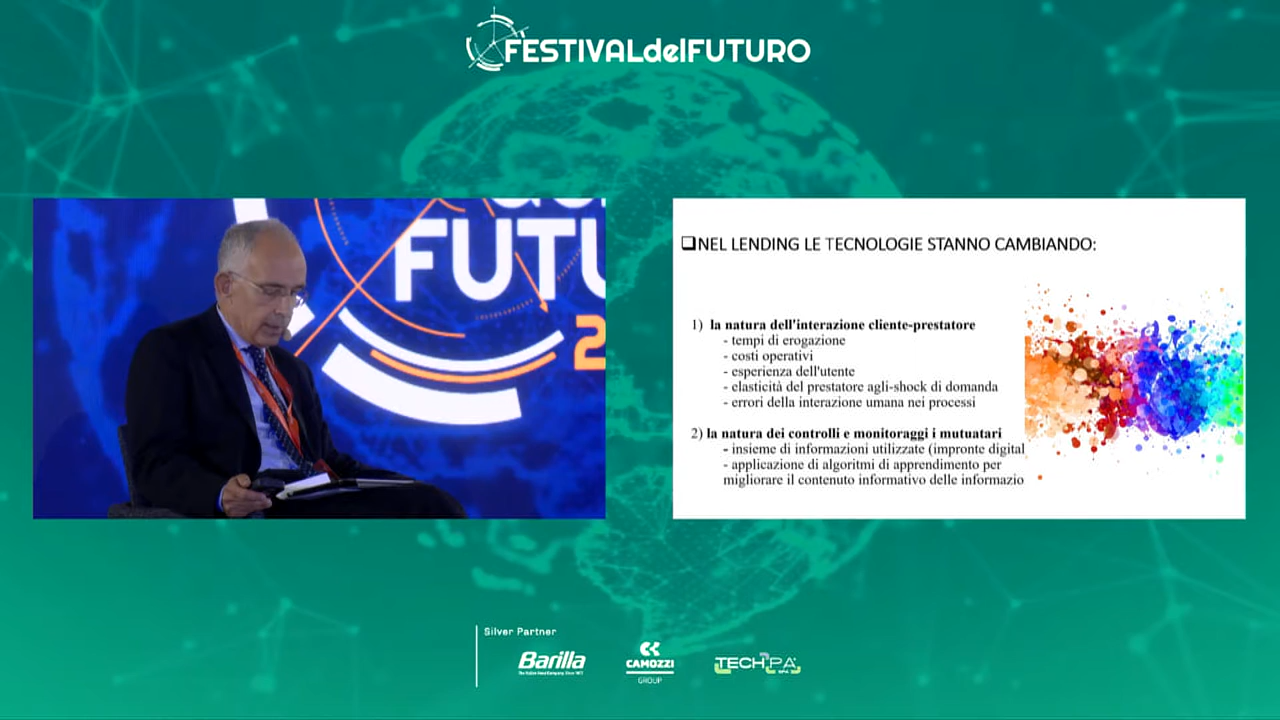 FESTIVALdelFUTURO
FUTU
2
❑NEL LENDING LE TECNOLOGIE STANNO CAMBIANDO:
1) la natura dell'interazione cliente-prestatore
- tempi di erogazione
- costi operativi
- esperienza dell'utente
- elasticità del prestatore agli-shock di domanda
- errori della interazione umana nei processi
2) la natura dei controlli e monitoraggi i mutuatari
- insieme di informazioni utilizzate (impronte digital
- applicazione di algoritmi di apprendimento per
migliorare il contenuto informativo delle informazio
Silver Partner
Barilla
CAMOZZI
GROUP
TECH PA